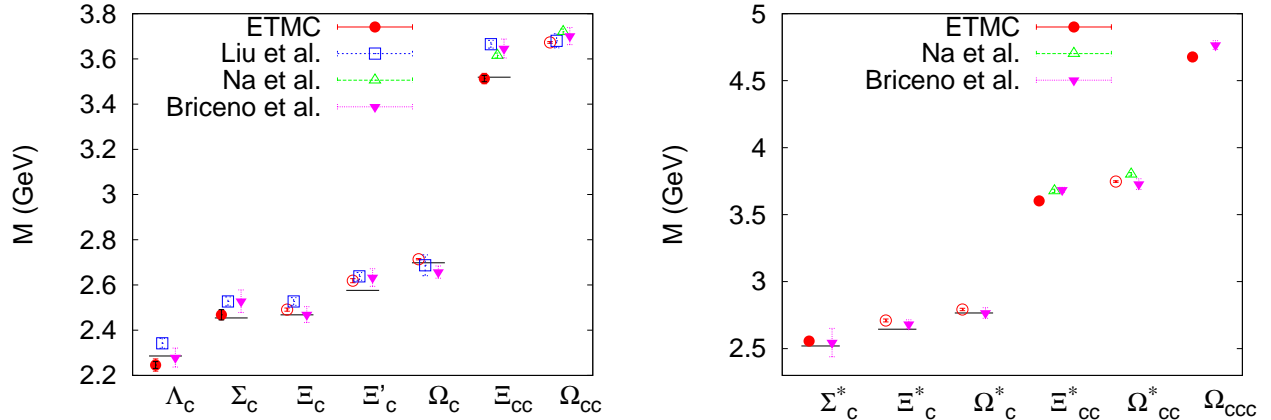 M (GeV)
3.8
3.6
3.4
3.2
3
2.8
2.6
2.4
2.2
ETMC
Liu et al.
Na et al.
Briceno et al.
Λc Σc Ξc Ξ'c Ωc Ξcc Ωcc
M (GeV)
5
4.5
4
3.5
3
2.5
ETMC
Na et al.
Briceno et al.
Σ*c Ξ*c Ω*c Ξ*cc Ω*cc Ωccc